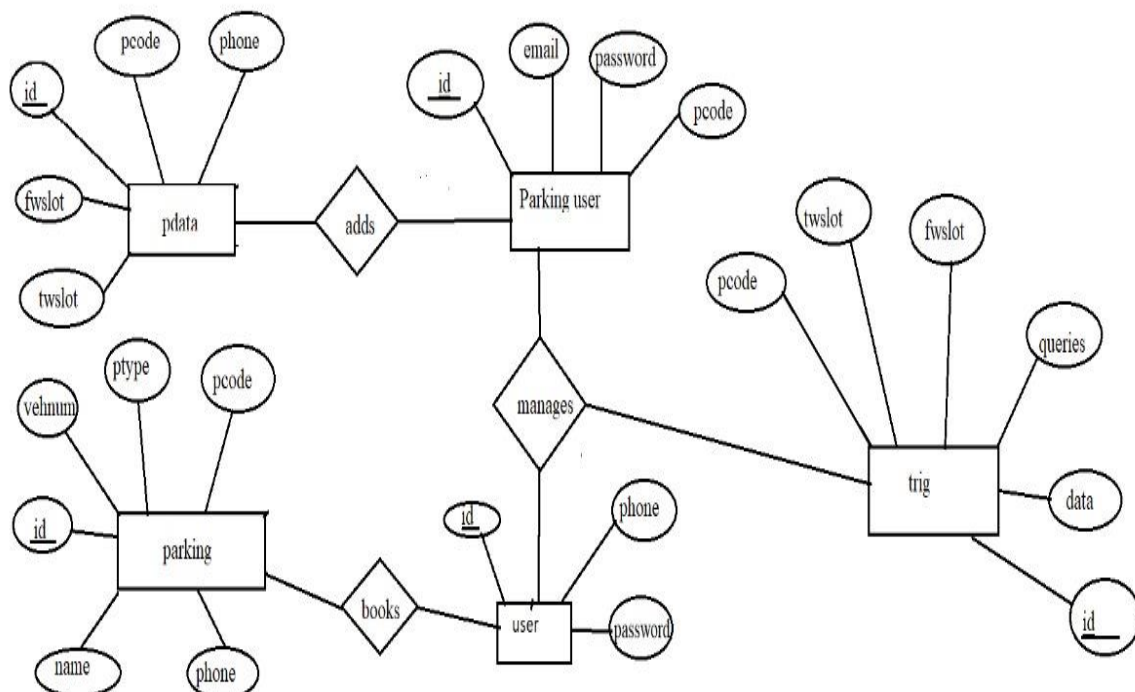 pcode
phone
id
fwslot
twslot
pdata
adds
id
email
password
pcode
Parking user
pcode
twslot
fwslot
queries
data
id
trig
manages
vehnum
ptype
pcode
id
name
phone
parking
books
id
phone
password
user